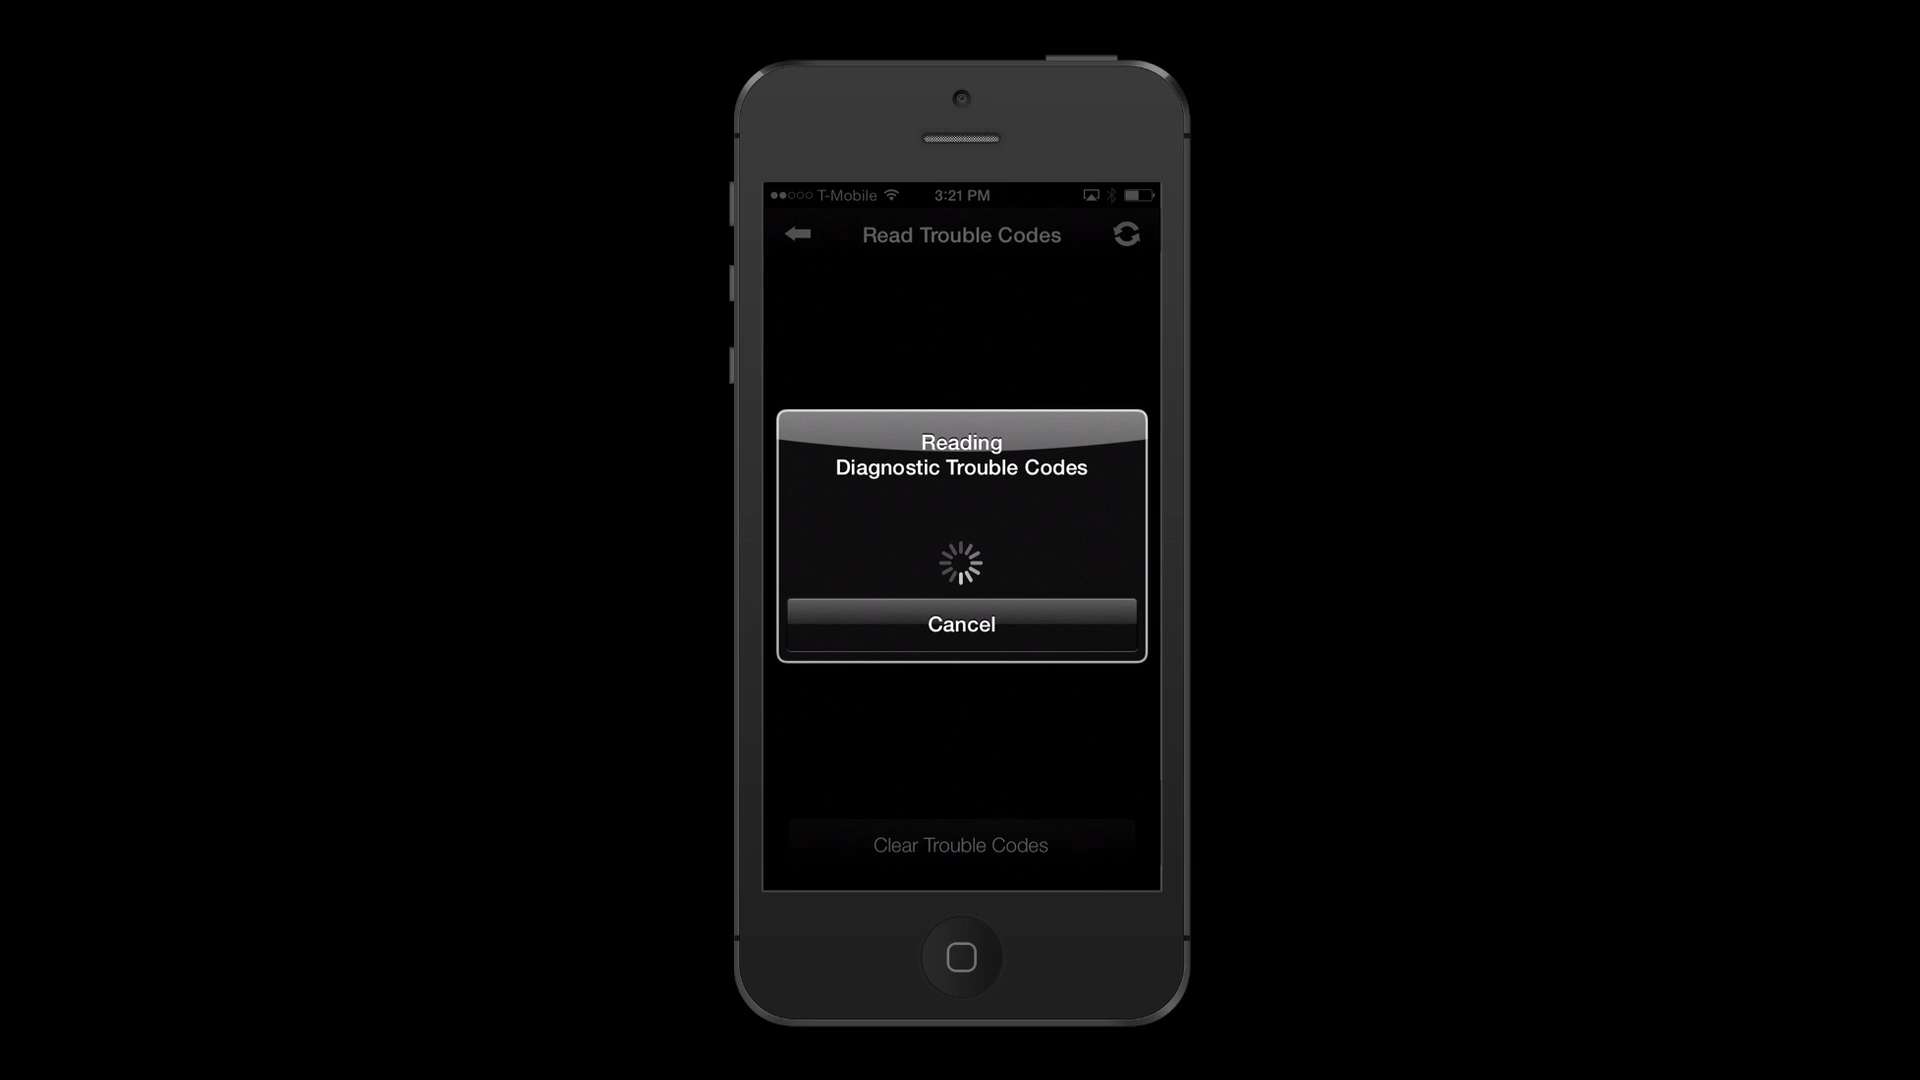 T-Mobile 3:21 PM
Read Trouble Codes
Reading
Diagnostic Trouble Codes
Cancel
Clear Trouble Codes